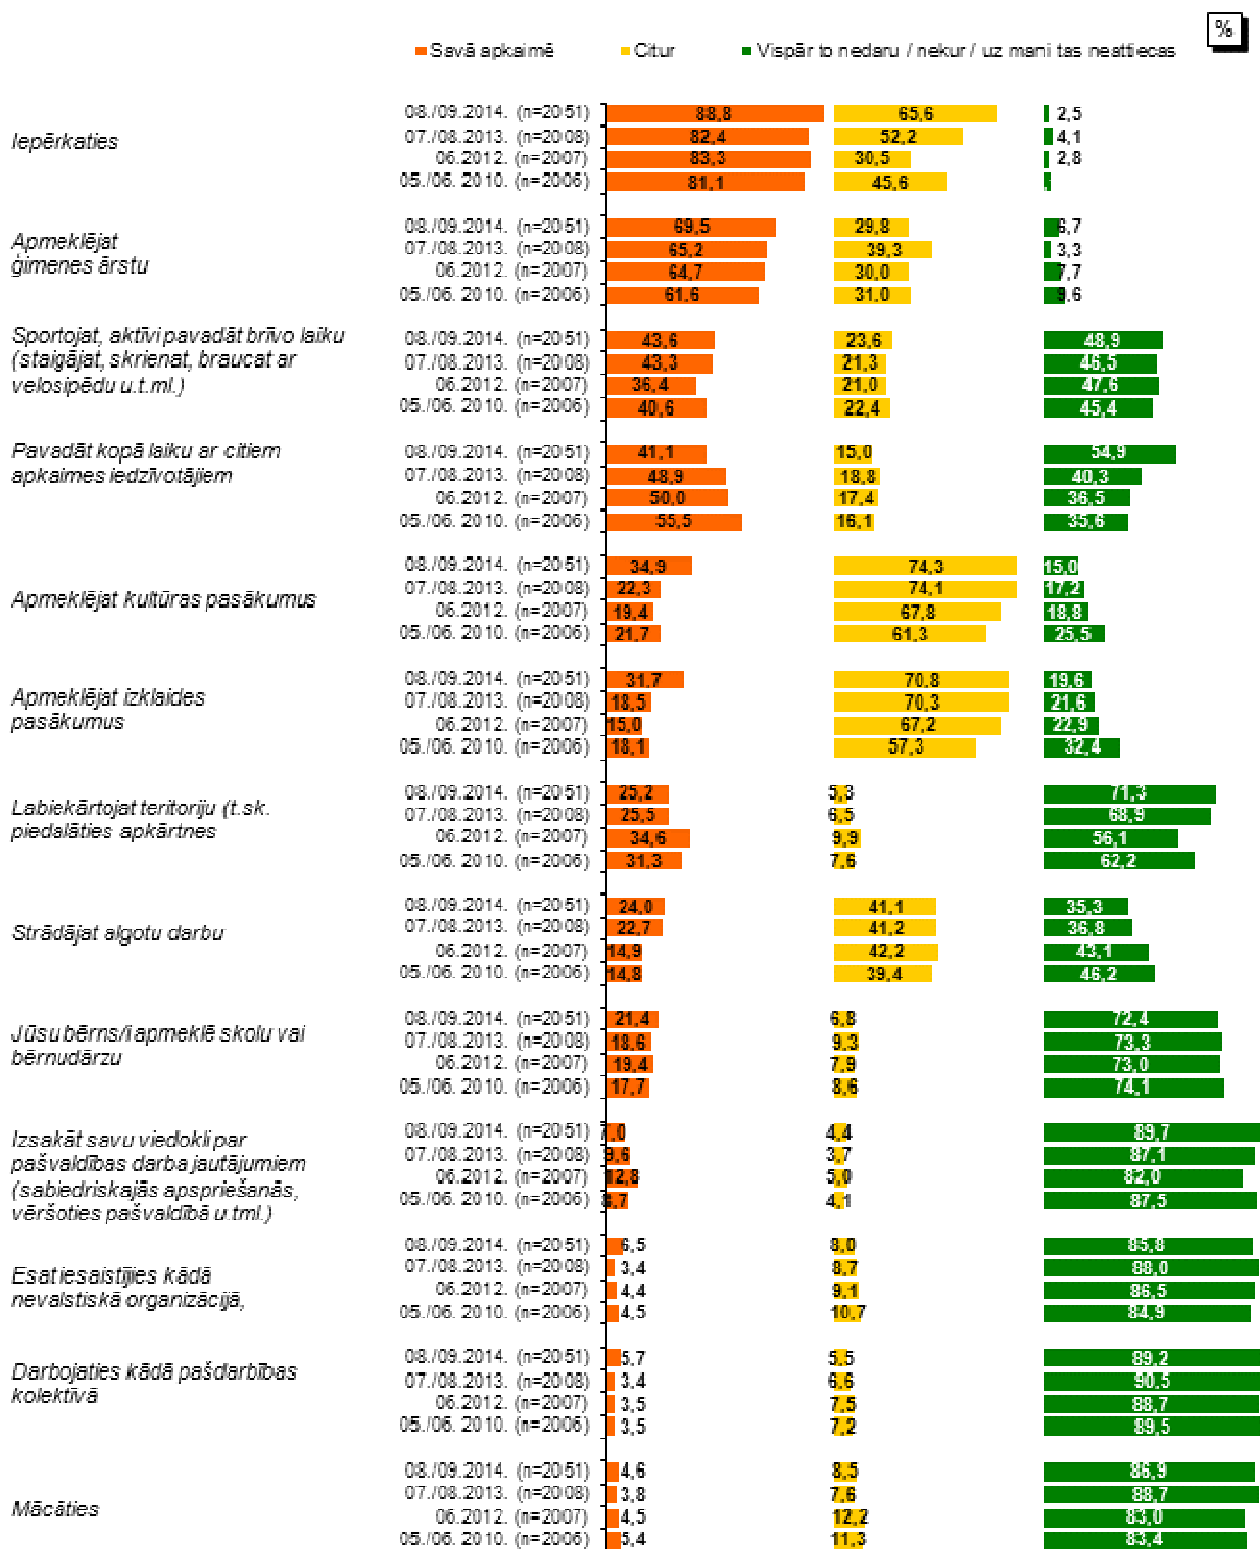 %
Savā apkaimē Citur Vispār to nedaru / nekur / uz mani tas neattiecas
Iepērkaties
08./09.2014. (n=2051) 88,8 65,6 2,5
07./08.2013. (n=2008) 82,4 52,2 4,1
06.2012. (n=2007) 83,3 30,5 2,8
05./06.2010. (n=2006) 81,1 45,6
Apmeklējat
ģimenes ārstu
08./09.2014. (n=2051) 69,5 29,8 6,7
07./08.2013. (n=2008) 65,2 39,3 3,3
06.2012. (n=2007) 64,7 30,0 7,7
05./06.2010. (n=2006) 61,6 31,0 9,6
Sportojat, aktīvi pavadāt brīvo laiku
(staigājat, skrienat, braucat ar
velosipēdu u.t.ml.)
08./09.2014. (n=2051) 43,6 23,6 48,9
07./08.2013. (n=2008) 43,3 21,3 46,5
06.2012. (n=2007) 36,4 21,0 47,6
05./06.2010. (n=2006) 40,6 22,4 45,4
Pavadāt kopā laiku ar citiem
apkaimes iedzīvotājiem
08./09.2014. (n=2051) 41,1 15,0 54,9
07./08.2013. (n=2008) 48,9 18,8 40,3
06.2012. (n=2007) 50,0 17,4 36,5
05./06.2010. (n=2006) 55,5 16,1 35,6
Apmeklējat kultūras pasākumus
08./09.2014. (n=2051) 34,9 74,3 15,0
07./08.2013. (n=2008) 22,3 74,1 17,2
06.2012. (n=2007) 19,4 67,8 18,8
05./06.2010. (n=2006) 21,7 61,3 25,5
Apmeklējat izklaides
pasākumus
08./09.2014. (n=2051) 31,7 70,8 19,6
07./08.2013. (n=2008) 18,5 70,3 21,6
06.2012. (n=2007) 15,0 67,2 22,9
05./06.2010. (n=2006) 18,1 57,3 32,4
Labiekārtojat teritoriju (t.sk.
piedalāties apkārtnes
08./09.2014. (n=2051) 25,2 5,3 71,3
07./08.2013. (n=2008) 25,5 6,5 68,9
06.2012. (n=2007) 34,6 9,9 56,1
05./06.2010. (n=2006) 31,3 7,6 62,2
Strādājat algotu darbu
08./09.2014. (n=2051) 24,0 41,1 35,3
07./08.2013. (n=2008) 22,7 41,2 36,8
06.2012. (n=2007) 14,9 42,2 43,1
05./06.2010. (n=2006) 14,8 39,4 46,2
Jūsu bērns/i apmeklē skolu vai
bērnudārzu
08./09.2014. (n=2051) 21,4 6,8 72,4
07./08.2013. (n=2008) 18,6 9,3 73,3
06.2012. (n=2007) 19,4 7,9 73,0
05./06.2010. (n=2006) 17,7 8,6 74,1
Izsakāt savu viedokli par
pašvaldības darba jautājumiem
(sabiedriskajās apspriešanās,
vēršoties pašvaldībā u.tml.)
08./09.2014. (n=2051) 7,0 4,4 89,7
07./08.2013. (n=2008) 9,6 3,7 87,1
06.2012. (n=2007) 12,8 5,0 82,0
05./06.2010. (n=2006) 4,1 87,5
Esat iesaistījies kādā
nevalstiskā organizācijā,
08./09.2014. (n=2051) 6,5 8,0 85,8
07./08.2013. (n=2008) 3,4 8,7 88,0
06.2012. (n=2007) 4,4 9,1 86,5
05./06.2010. (n=2006) 4,5 10,7 84,9
Darbojaties kādā pašdarbības
kolektīvā
08./09.2014. (n=2051) 5,7 5,5 89,2
07./08.2013. (n=2008) 3,4 6,6 90,5
06.2012. (n=2007) 3,5 7,5 88,7
05./06.2010. (n=2006) 3,5 7,2 89,5
Mācāties
08./09.2014. (n=2051) 4,6 8,5 86,9
07./08.2013. (n=2008) 3,8 7,6 88,7
06.2012. (n=2007) 4,5 12,2 83,0
05./06.2010. (n=2006) 5,4 11,3 83,4